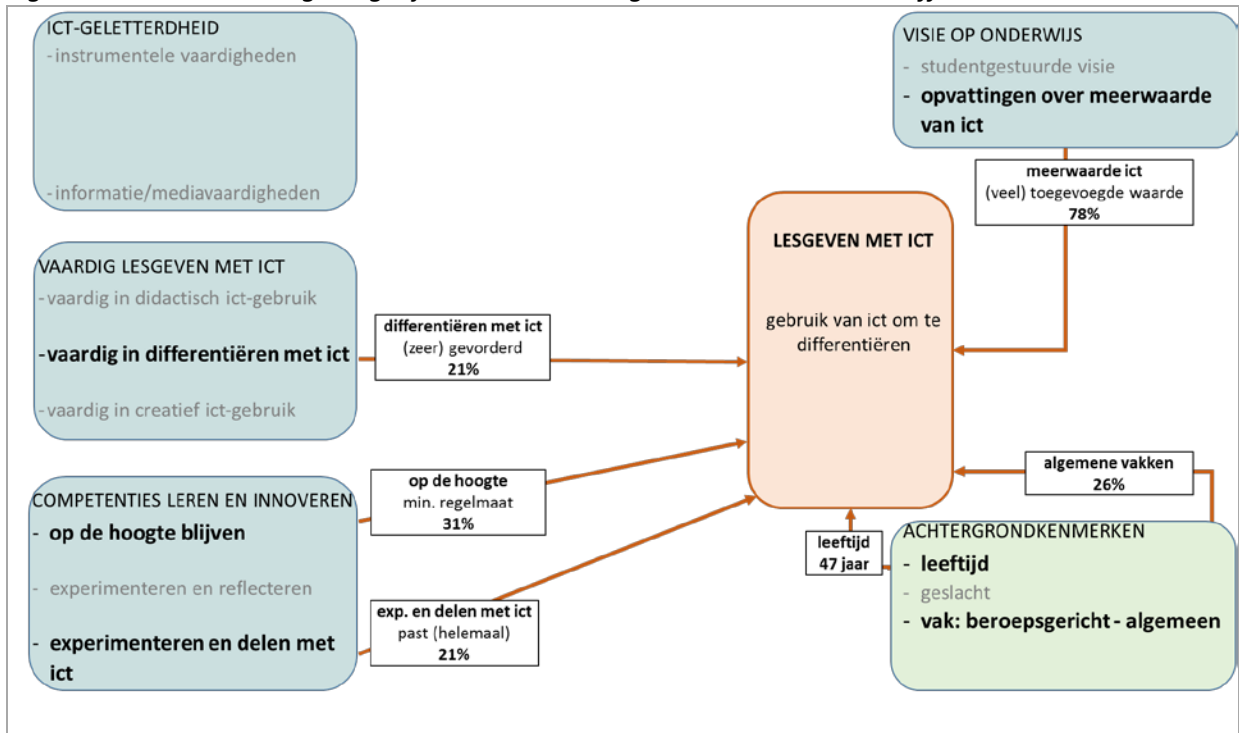 ICT-GELETTERDHEID
-instrumentele vaardigheden
-informatie/mediavaardigheden
VISIE OP ONDERWIJS
- studentgestuurde visie
- opvattingen over meerwaarde
van ict
meerwaarde ict
(veel) toegevoegde waarde
78%
LESGEVEN MET ICT
gebruik van ict om te
differentiëren
VAARDIG LESGEVEN MET ICT
-vaardig in didactisch ict-gebruik
-vaardig in differentiëren met ict
-vaardig in creatief ict-gebruik
differentiëren met ict
(zeer) gevorderd
21%
COMPETENTIES LEREN EN INNOVEREN
- op de hoogte blijven
- experimenteren en reflecteren
- experimenteren en delen met
ict
op de hoogte
min. regelmaat
31%
exp. en delen met ict
past (helemaal)
21%
algemene vakken
26%
leeftijd
47 jaar
ACHTERGRONDKENMERKEN
- leeftijd
- geslacht
- vak: beroepsgericht - algemeen